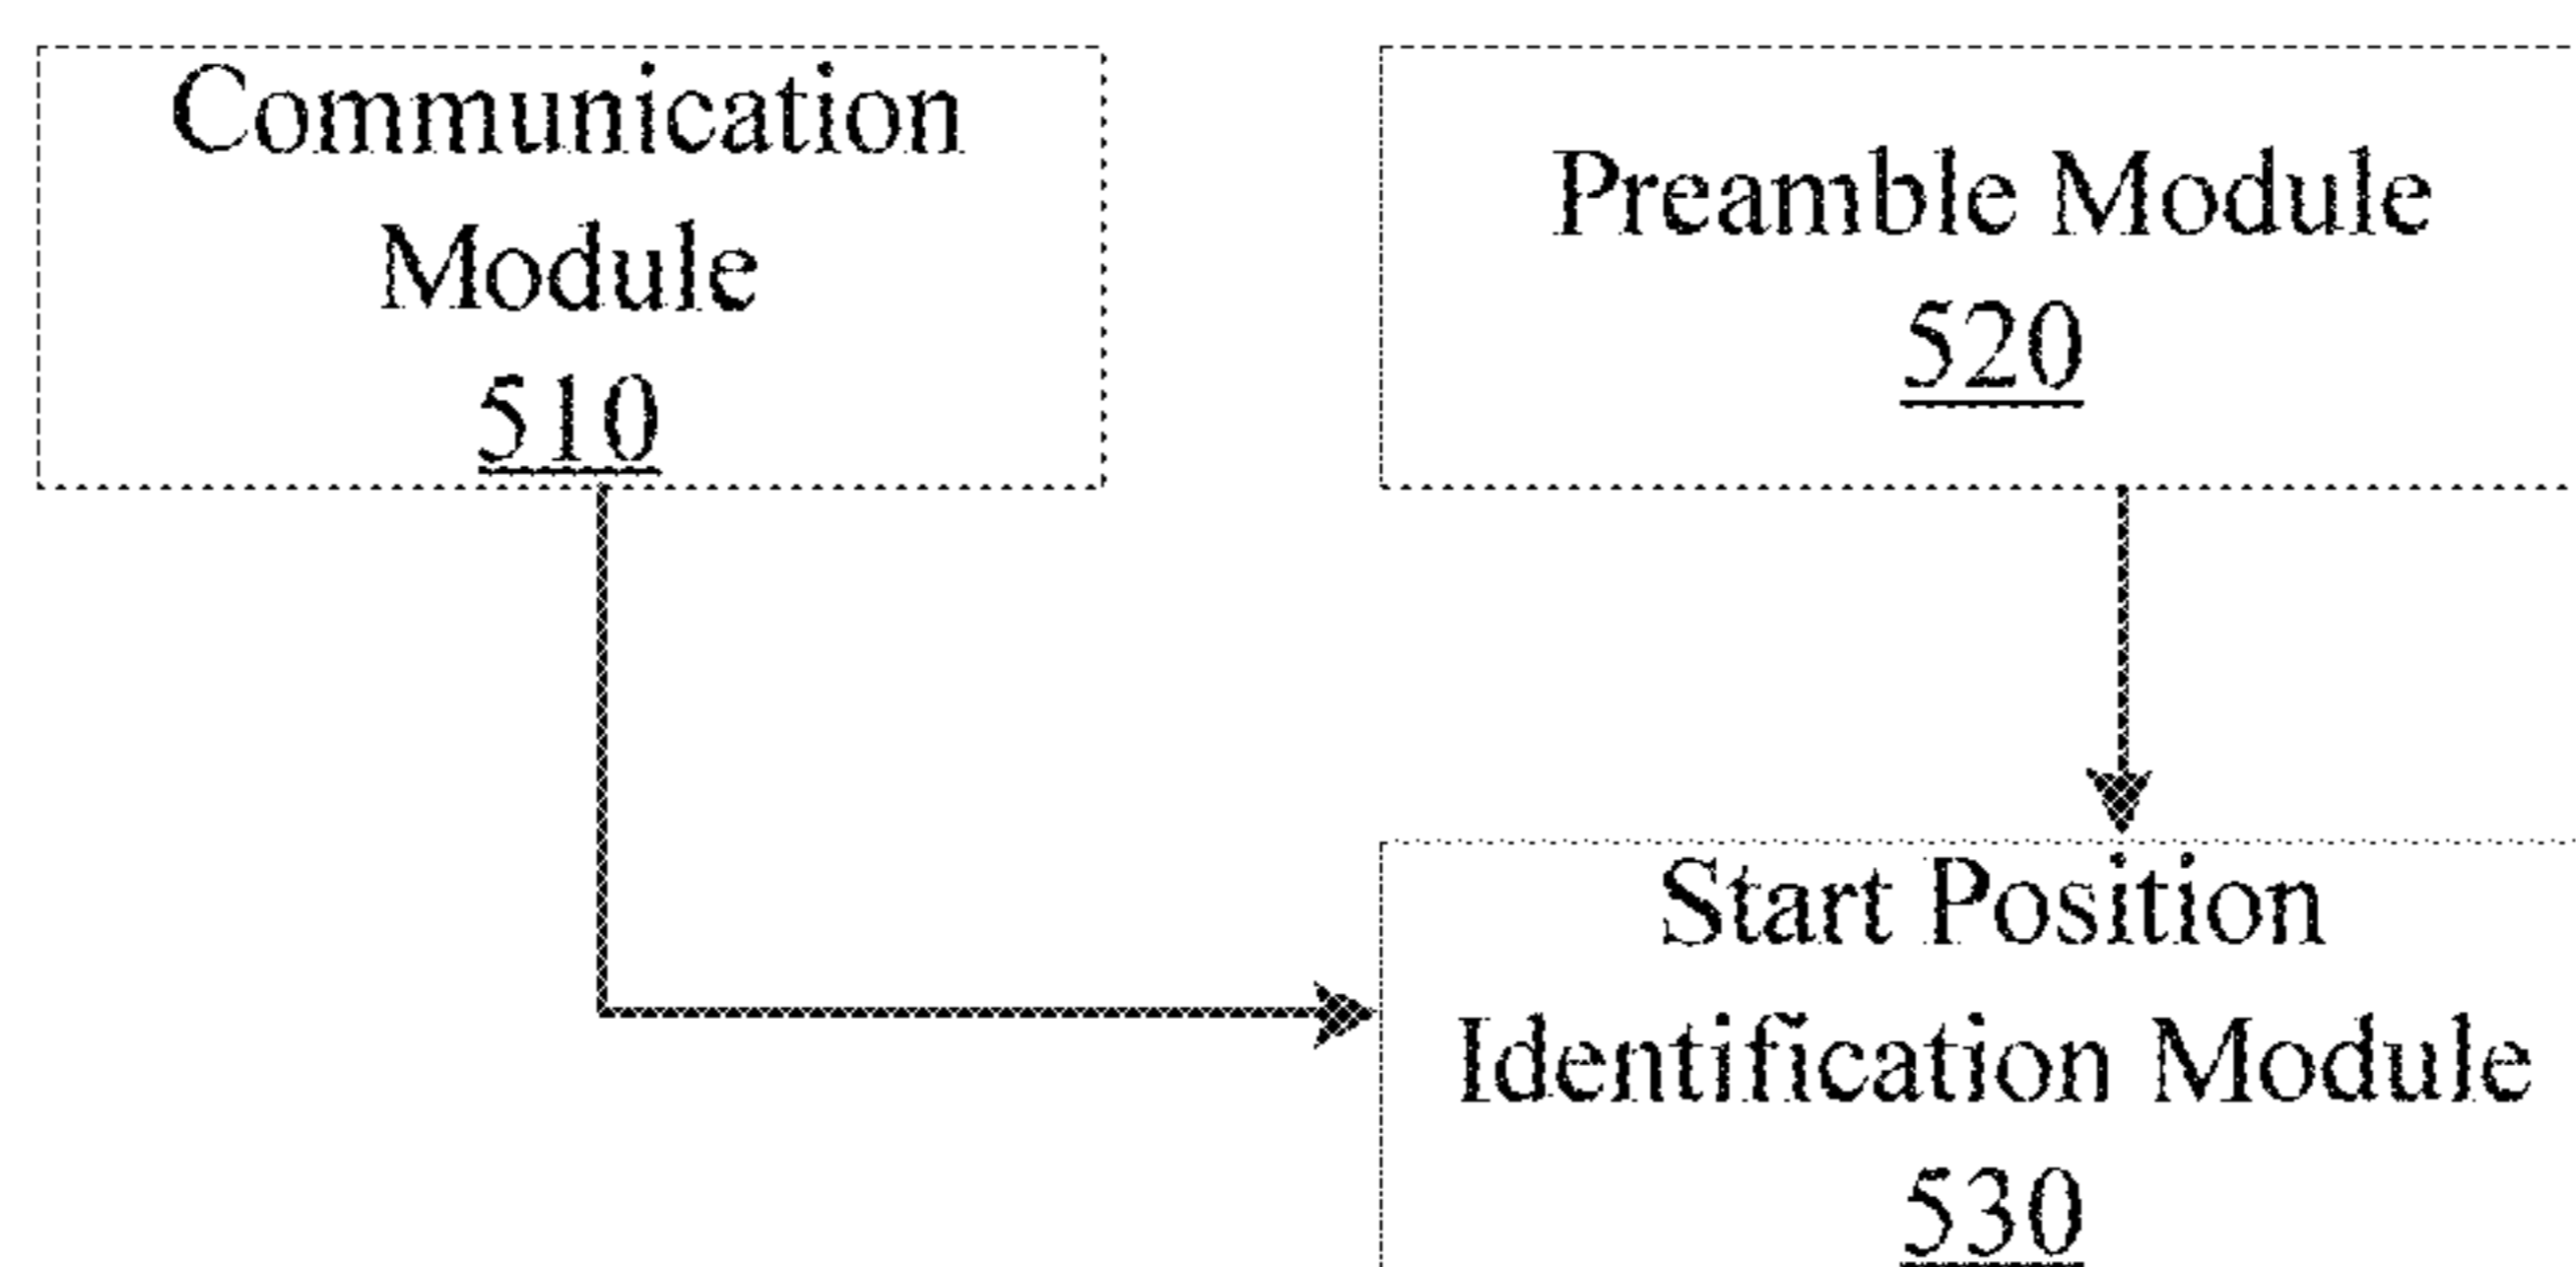 Communication
Module
510
Preamble Module
520
Start Position
Identification Module
530